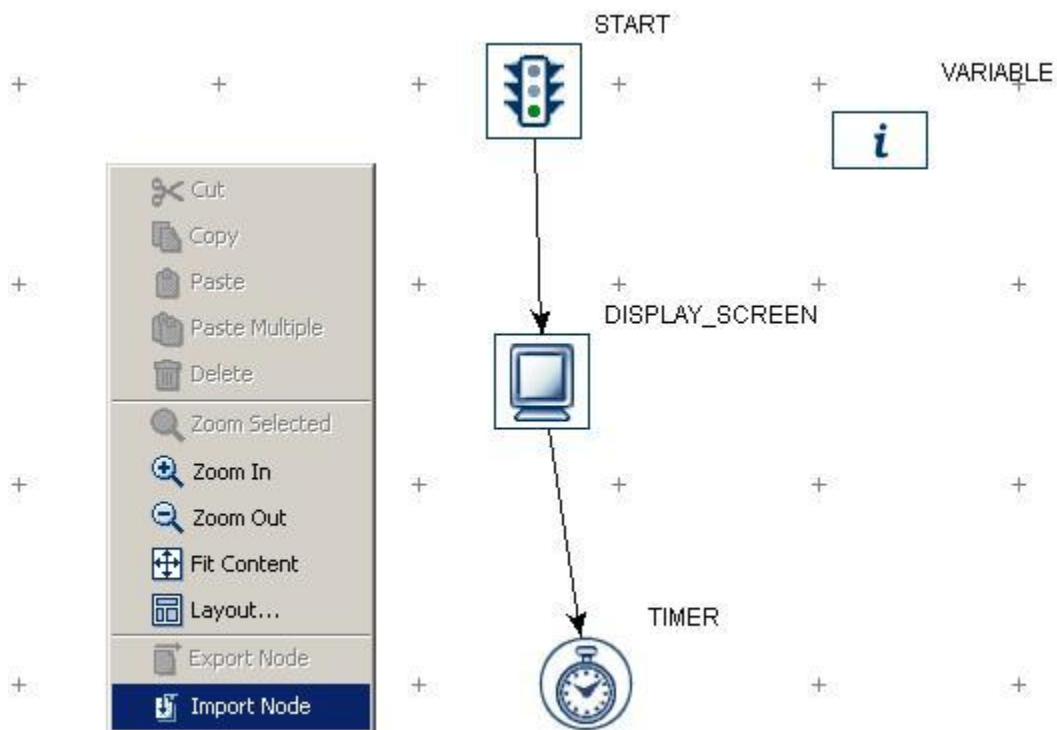 START
VARIABLE
i
Cut
Copy
Paste
DISPLAY_SCREEN
Paste Multiple
Delete
Zoom Selected
Zoom In
Zoom Out
Fit Content
Layout...
TIMER
Export Node
Import Node